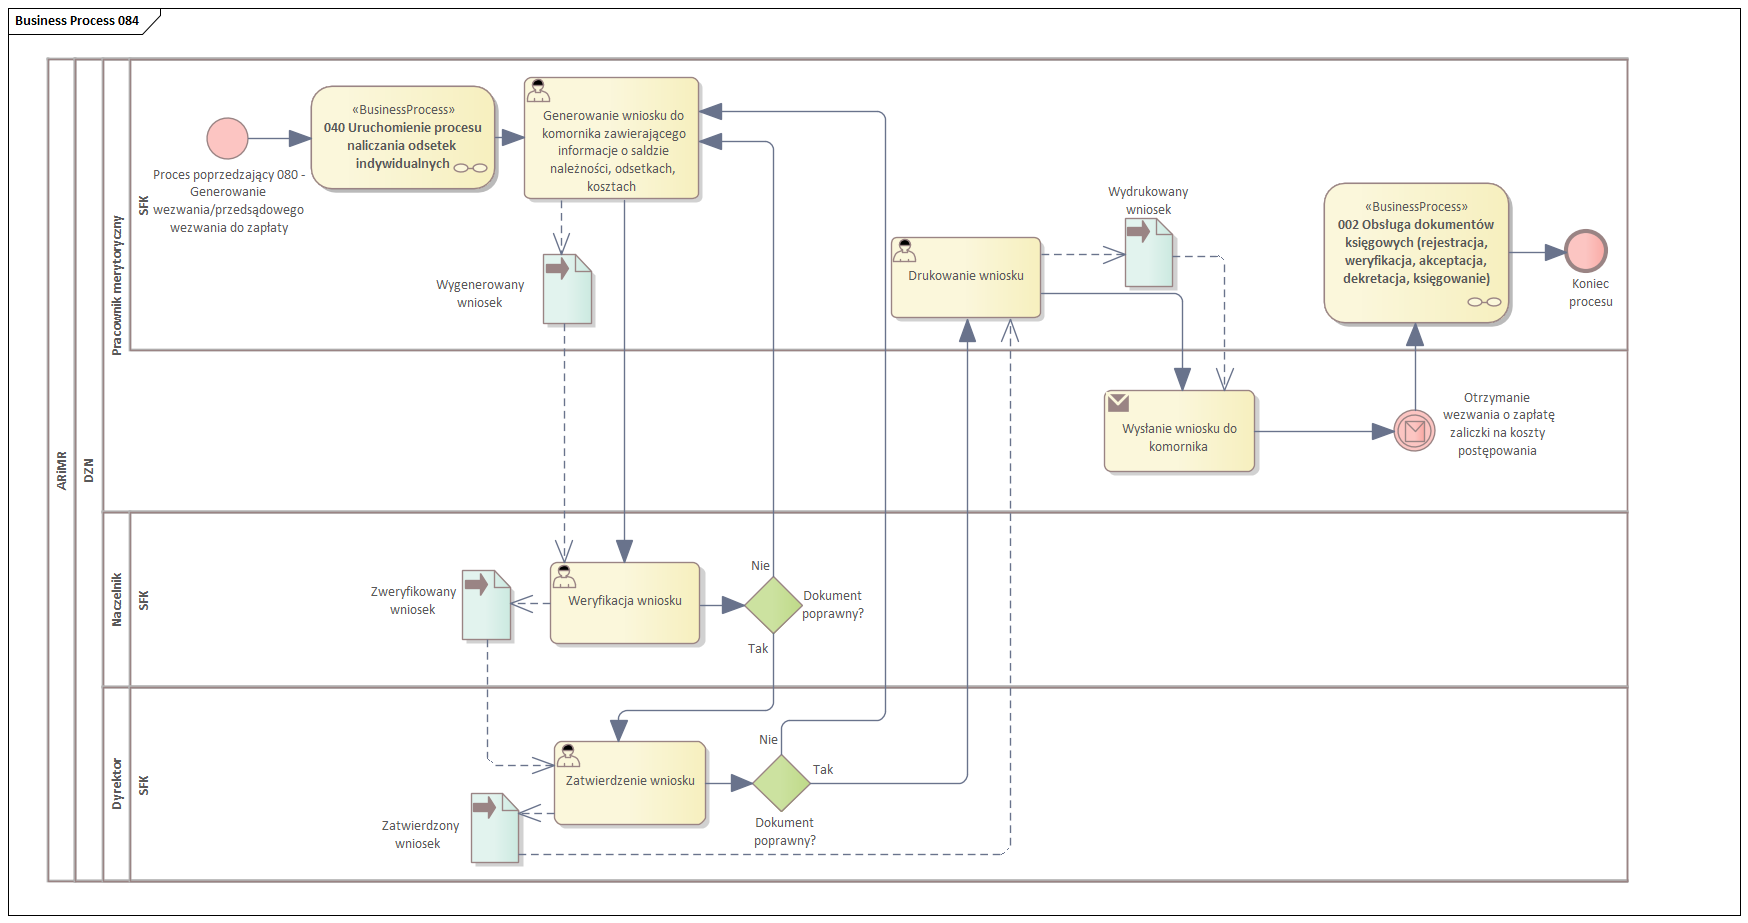 Business Process 084
ARiMR
DZN
Pracownik merytoryczny
SFK
Proces poprzedzający 080 -
Generowanie
wezwania/przedsądowego
wezwania do zapłaty
«BusinessProcess»
040 Uruchomienie procesu
naliczania odsetek
indywidualnych
Generowanie wniosku do
komornika zawierającego
informacje o saldzie
należności, odsetkach,
kosztach
Wygenerowany
wniosek
Drukowanie wniosku
Wydrukowany
wniosek
«BusinessProcess»
002 Obsługa dokumentów
księgowych (rejestracja,
weryfikacja, akceptacja,
dekretacja, księgowanie)
Koniec
procesu
Wysłanie wniosku do
komornika
Otrzymanie
wezwania o zapłatę
zaliczki na koszty
postępowania
Naczelnik
SFK
Zweryfikowany
wniosek
Weryfikacja wniosku
Nie
Dokument
poprawny?
Tak
Dyrektor
SFK
Zatwierdzenie wniosku
Nie
Tak
Dokument
poprawny?
Zatwierdzony
wniosek